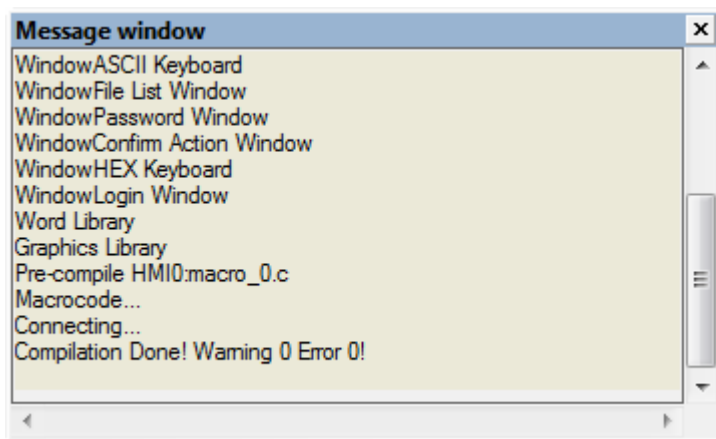 Message window
WindowASCII Keyboard
WindowFile List Window
WindowPassword Window
WindowConfirm Action Window
WindowHEX Keyboard
WindowLogin Window
Word Library
Graphics Library
Pre-compile HMI0:macro_0.c
Macrocode...
Connecting...
Compilation Done! Warning 0 Error 0!